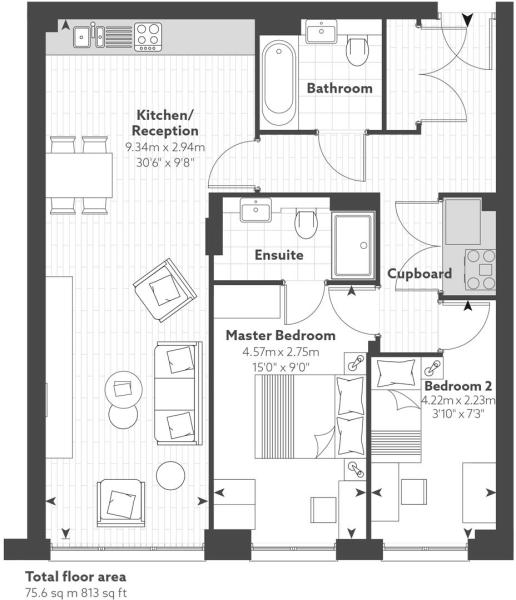 Bathroom
Kitchen/
Reception
9.34m x 2.94m
30'6" x 9'8"
Ensuite
Cupboard
Master Bedroom
4.57m x 2.75m
15'0" x 9'0"
Bedroom 2
4.22m x 2.23m
3'10" x 7'3"
Total floor area
75.6 sq m 813 sq ft